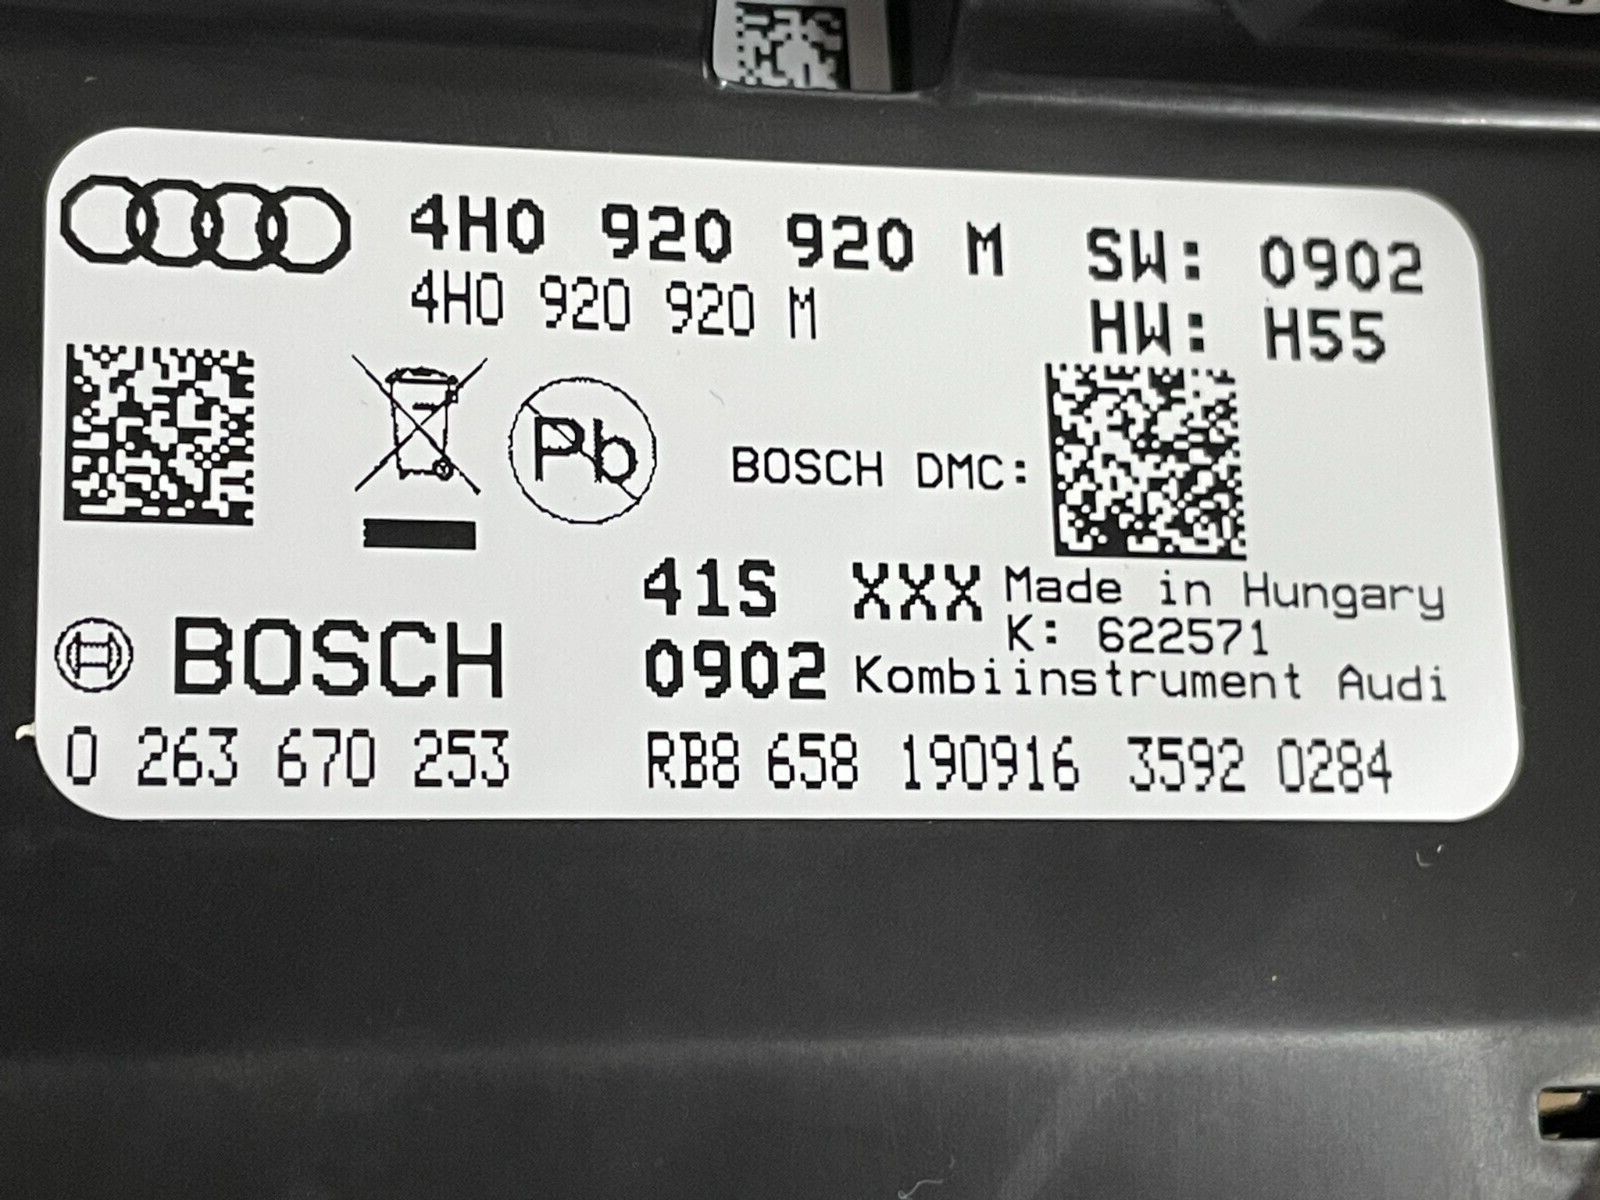 4H0 920 920 M SW: 0902
4H0 920 920 M HW: H55
Pb
BOSCH DMC:
41S XXX Made in Hungary
K: 622571
BOSCH 0902 Kombiinstrument Audi
0 263 670 253 RB8 658 190916 3592 0284